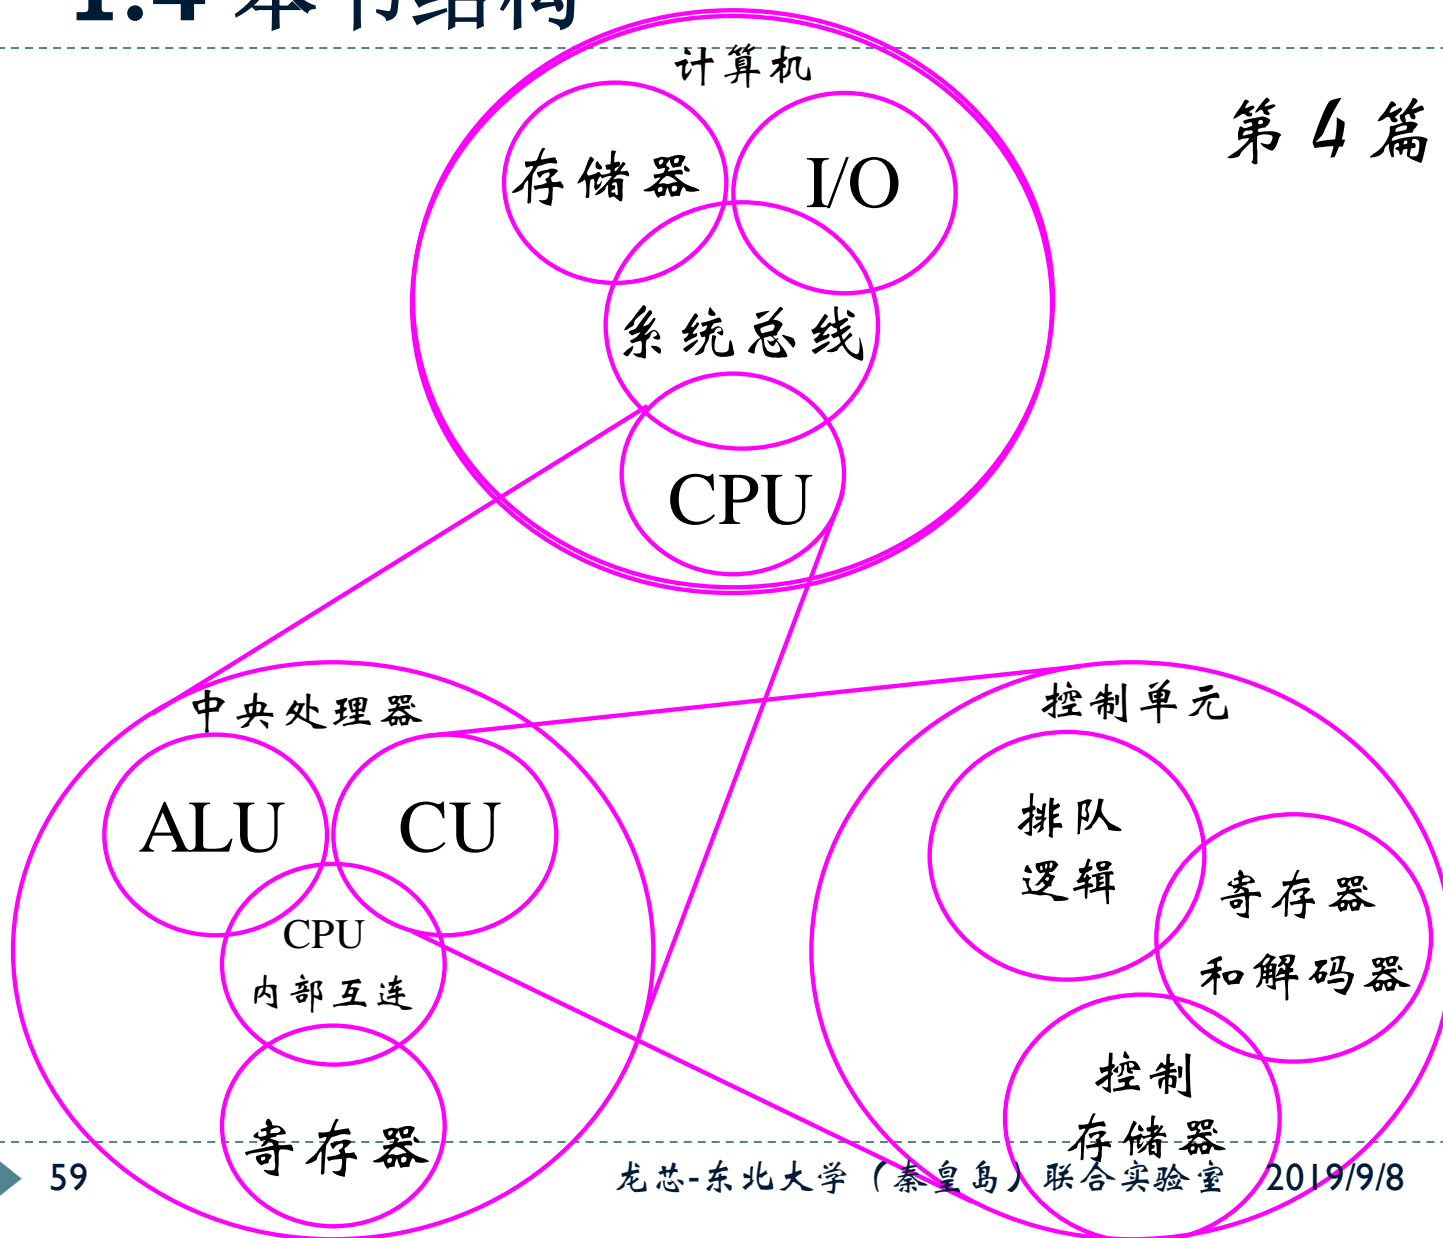 1.4 本书结构
计算机
第 4 篇
存储器
I/O
系统总线
CPU
中央处理器
ALU
CU
CPU
内部互连
寄存器
控制单元
排队
逻辑
寄存器
和解码器
控制
存储器
59
龙芯-东北大学（秦皇岛）联合实验室
2019/9/8